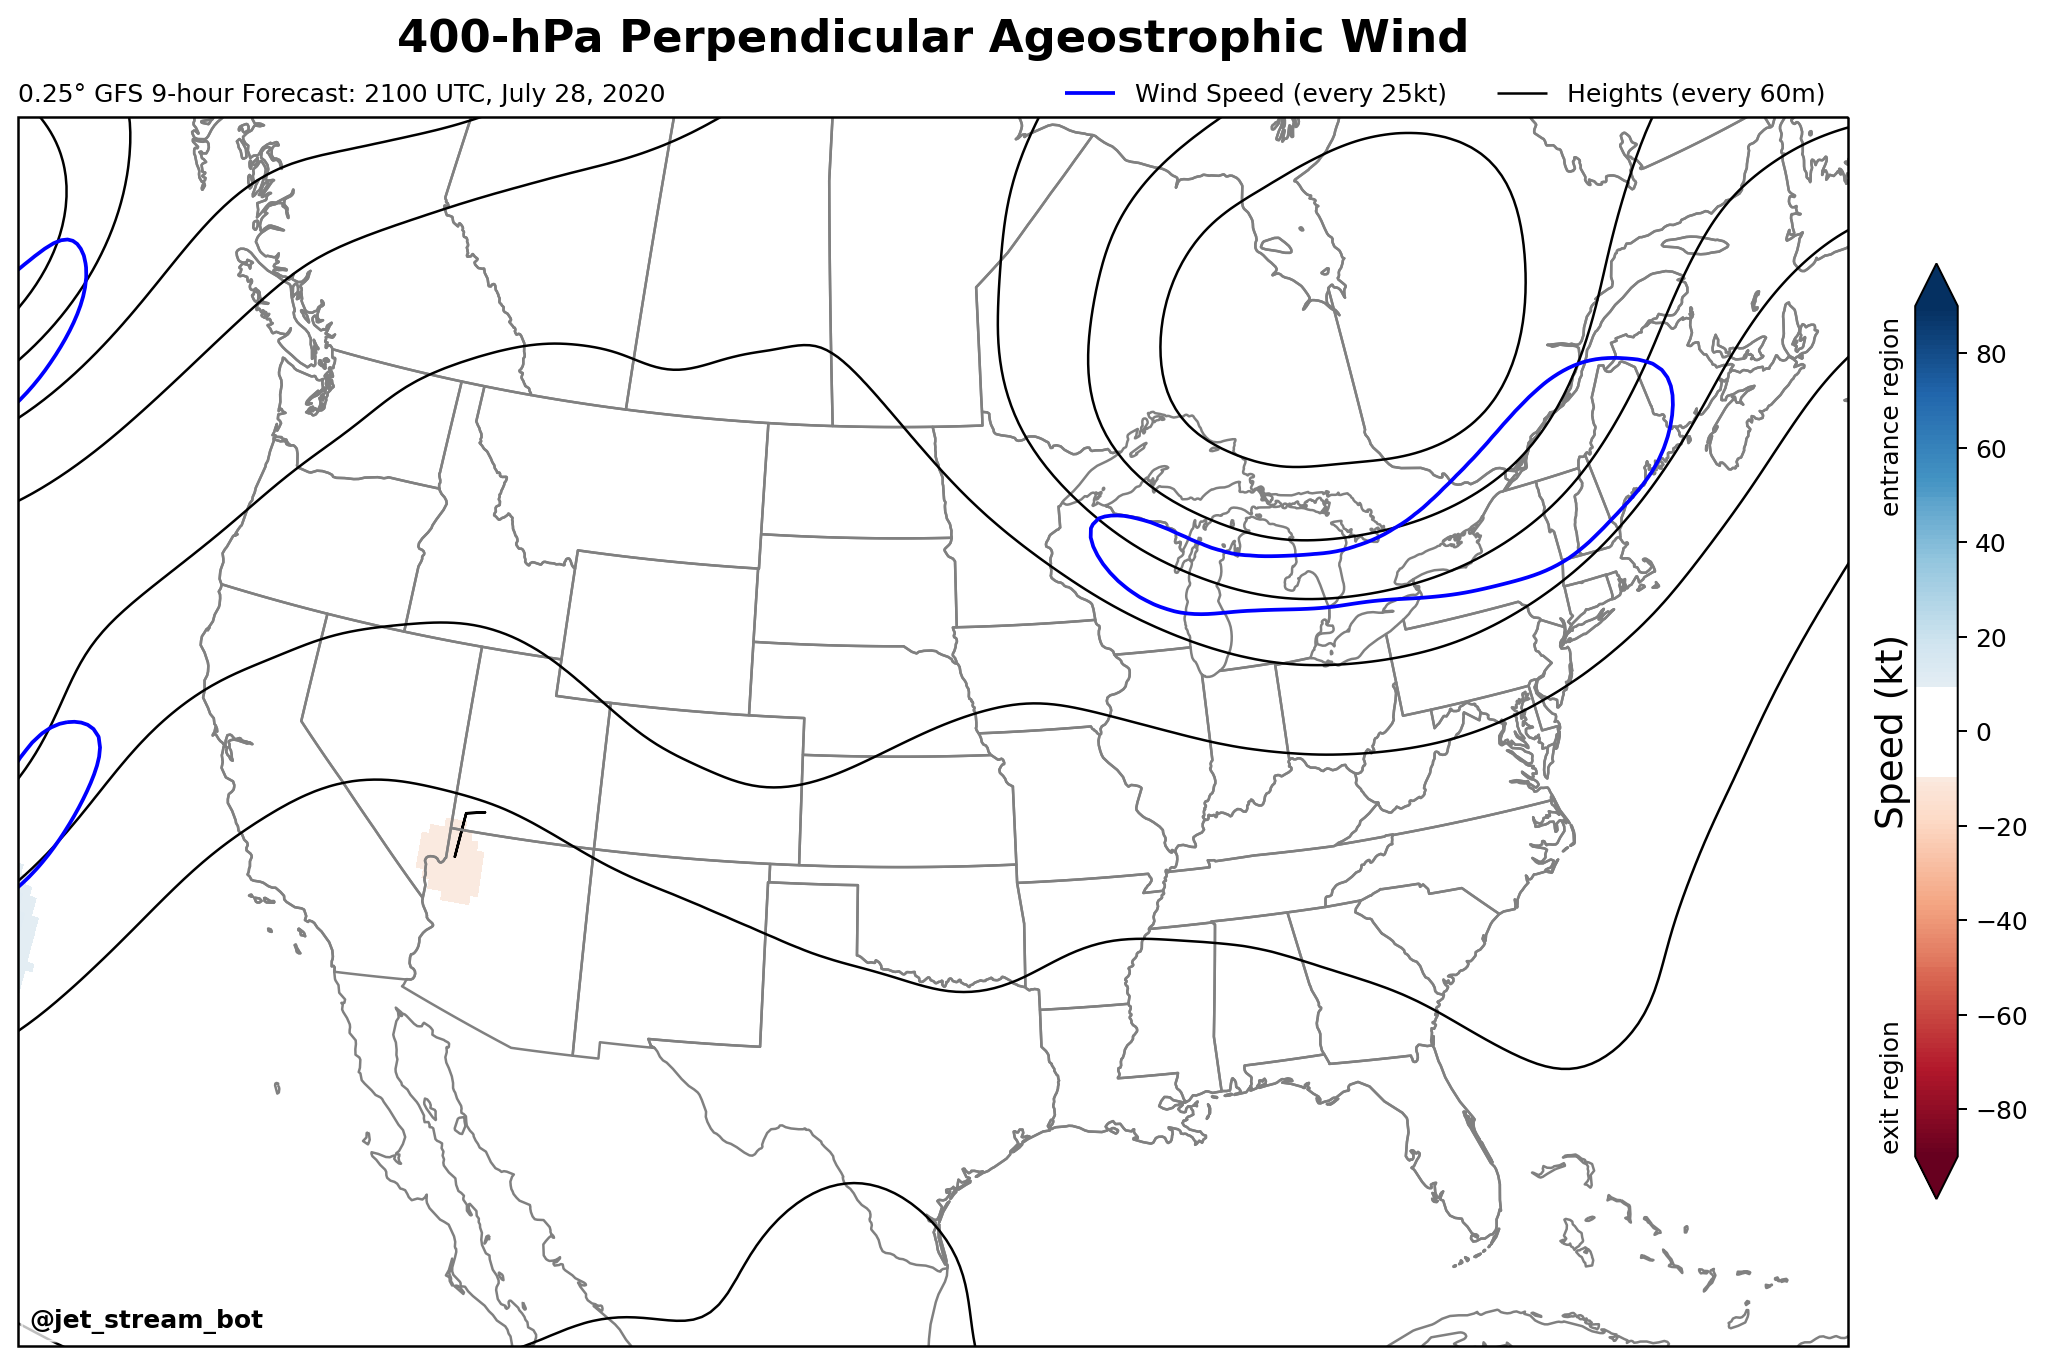 400-hPa Perpendicular Ageostrophic Wind
0.25° GFS 9-hour Forecast: 2100 UTC, July 28, 2020
Wind Speed (every 25kt)
Heights (every 60m)
entrance region
exit region
Speed (kt)
80
60
40
20
0
−20
−40
−60
−80
@jet_stream_bot